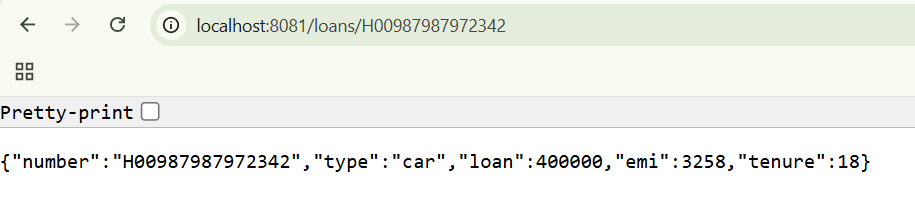 localhost:8081/loans/H00987987972342
Pretty-print
{"number":"H00987987972342","type":"car","loan":400000,"emi":3258,"tenure":18}